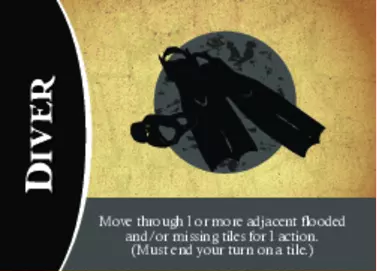 DIVER
Move through 1 or more adjacent flooded
and/or missing tiles for 1 action.
(Must end your turn on a tile.)